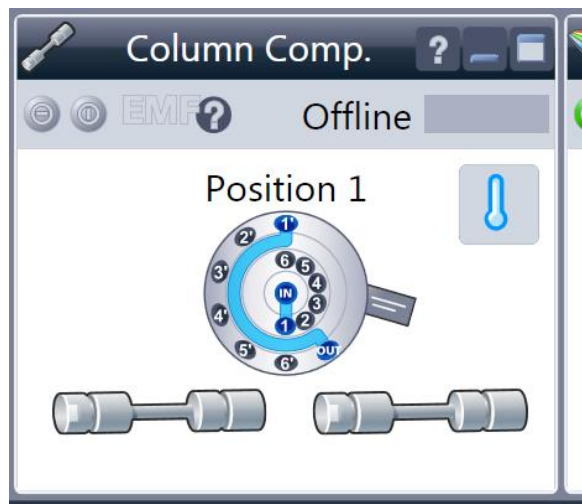 Column Comp. ?
EMF ?
Offline
Position 1
1'
2'
3'
4'
5'
6'
OUT
6
5
4
3
2
1
IN